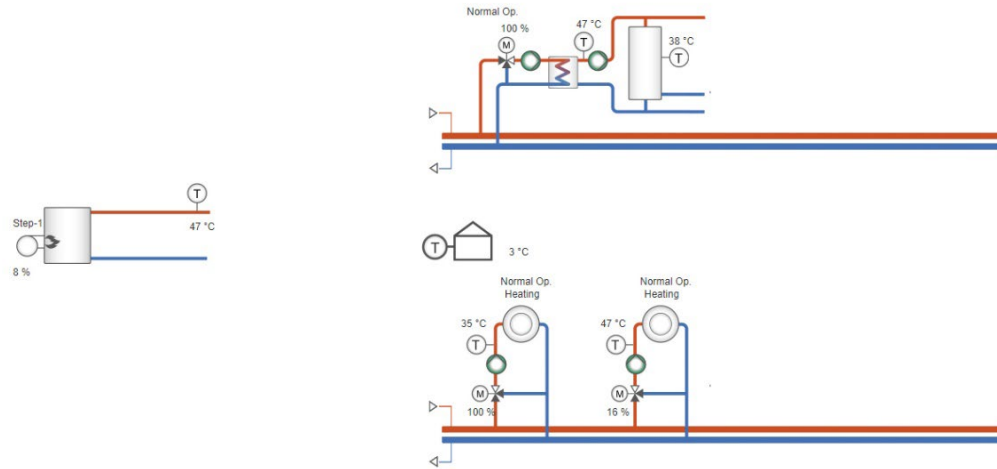 Normal Op.
100 %
M
47 °C
T
38 °C
T
T
47 °C
Step-1
8 %
T
3 °C
Normal Op.
Heating
35 °C
T
M
100 %
Normal Op.
Heating
47 °C
T
M
16 %